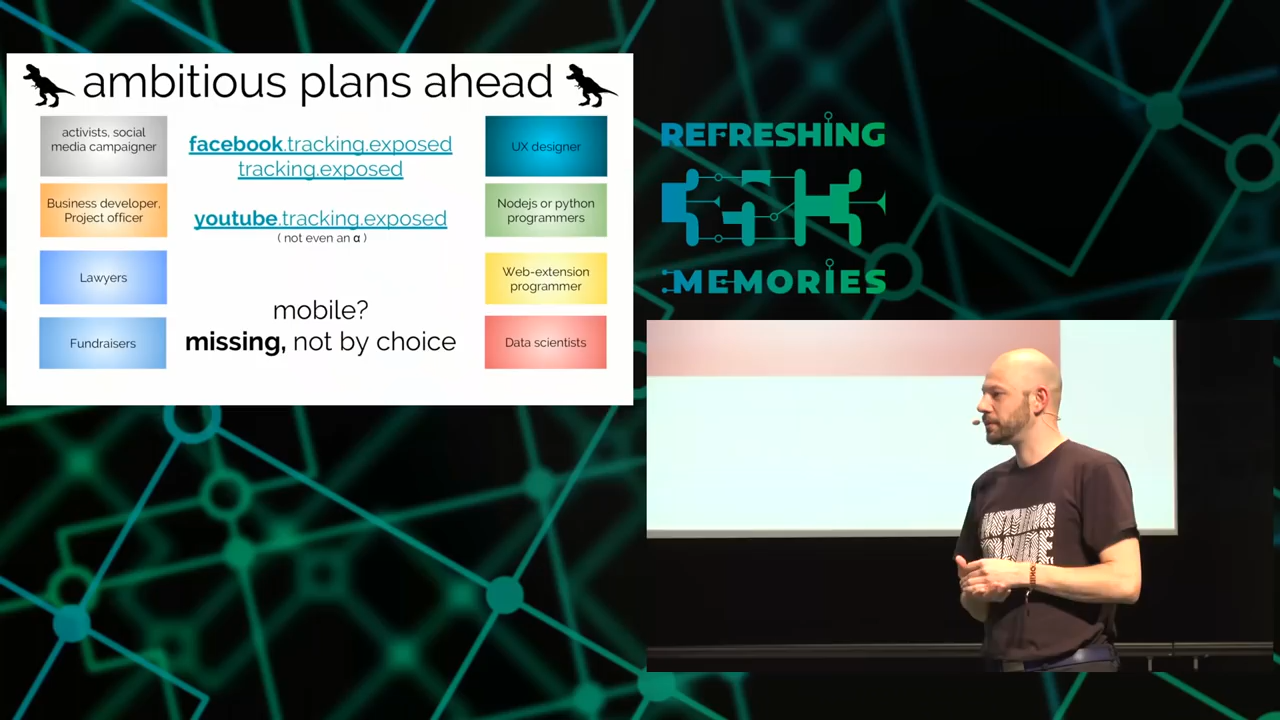 ambitious plans ahead
activists, social
media campaigner
Business developer,
Project officer
Lawyers
Fundraisers
facebook.tracking.exposed
tracking.exposed
youtube.tracking.exposed
( not even an α )
mobile?
missing, not by choice
UX designer
Nodejs or python
programmers
Web-extension
programmer
Data scientists
REFRESHING
MEMORIES